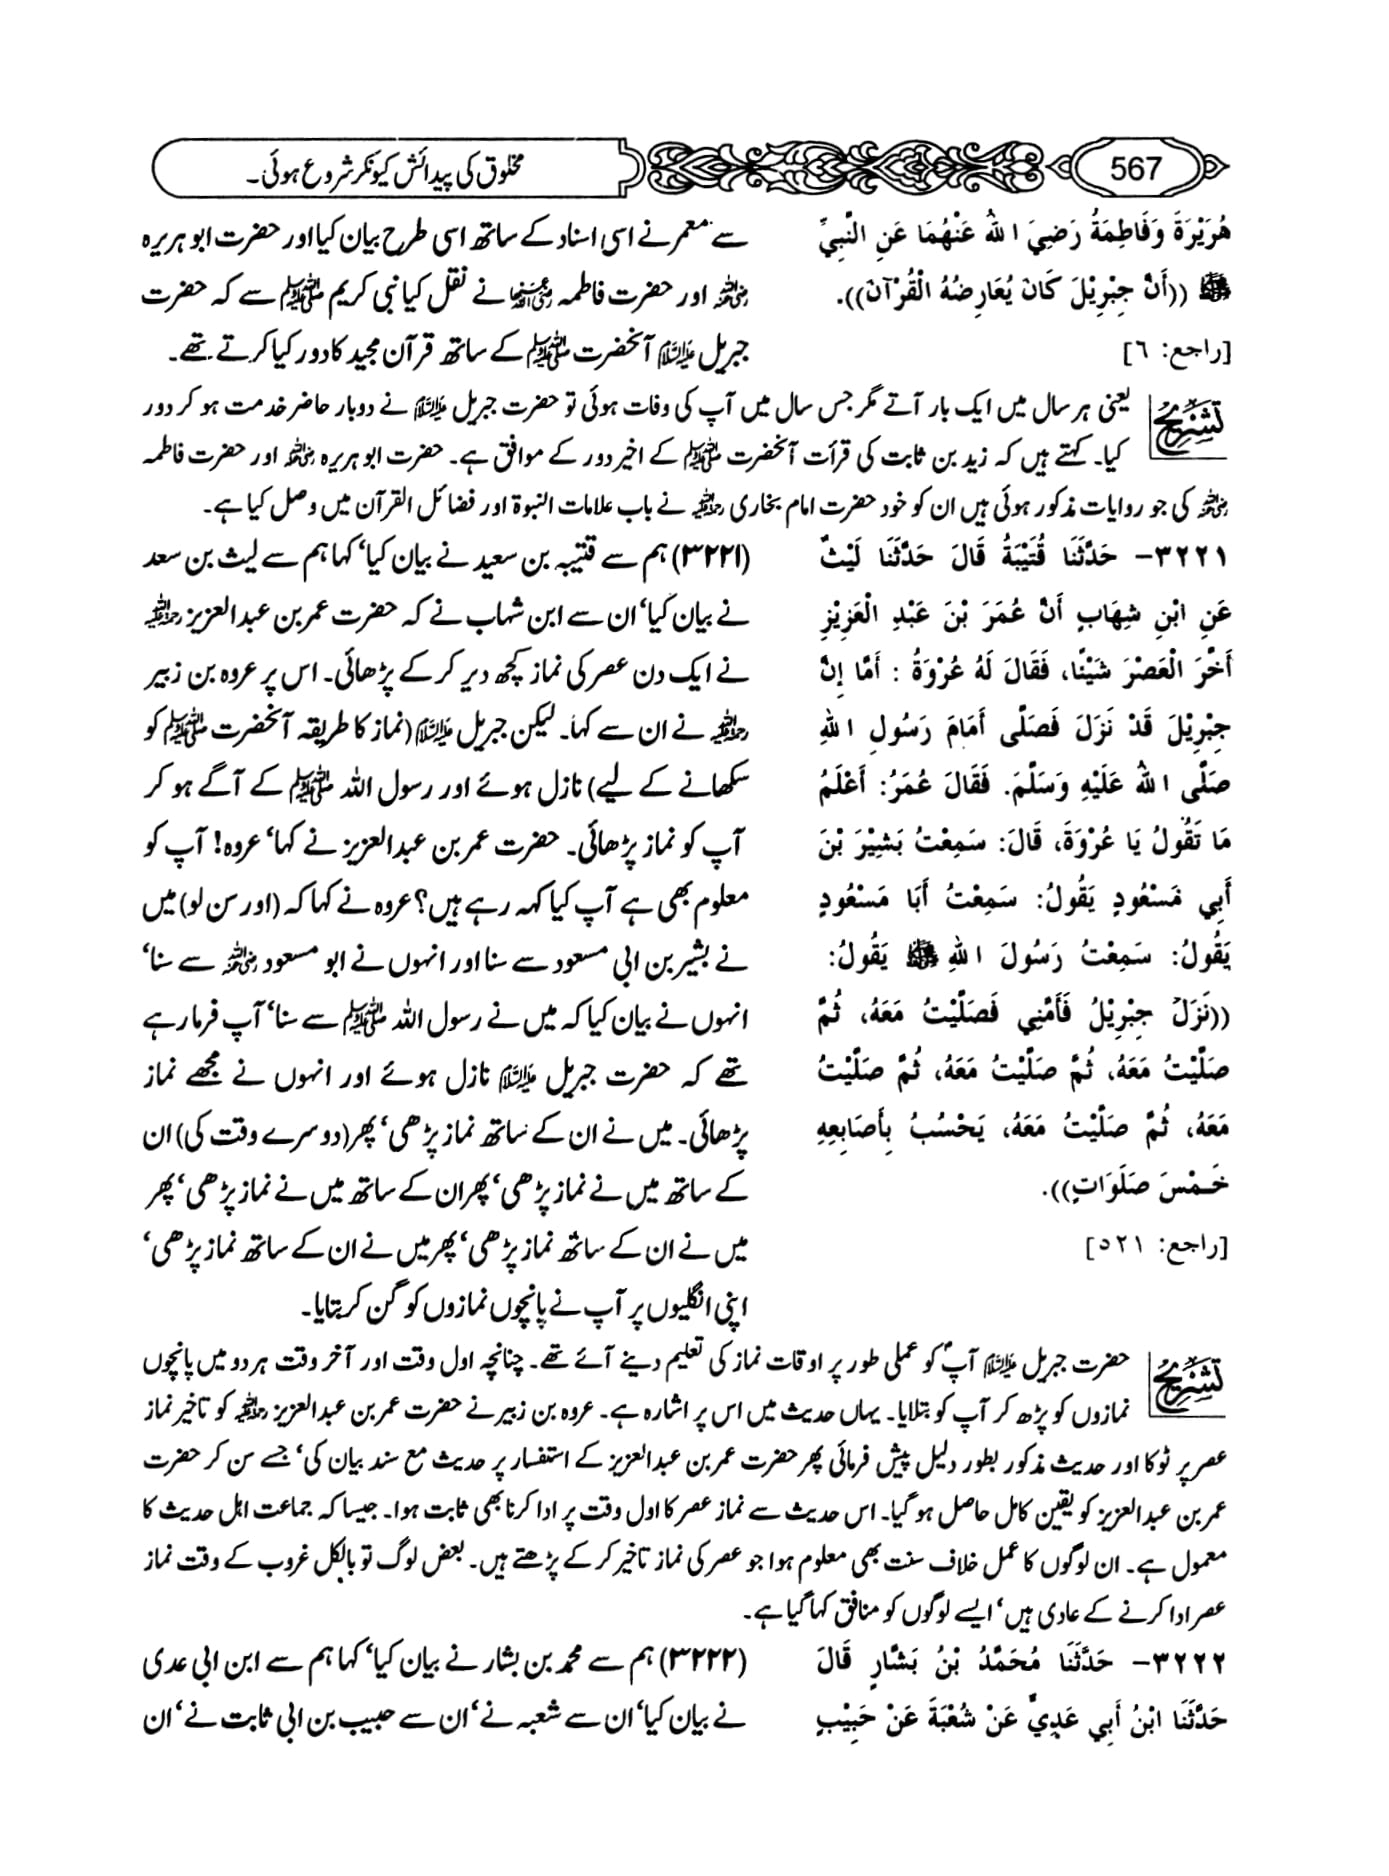 567
مخلوق کی پیدائش کیونکر شروع ہوئی۔
هُرَيْرَةَ وَفَاطِمَةُ رَضِيَ اللهُ عَنْهُمَا عَنِ النَّبِيِّ
ﷺ ((أَنَّ جِبْرِيْلَ كَانَ يُعَارِضُهُ الْقُرْآنَ)).
[راجع: ٦]
سے معمر نے اسی اسناد کے ساتھ اسی طرح بیان کیا اور حضرت ابو ہریرہ
رضی اللہ عنہ اور حضرت فاطمہ رضی اللہ عنہا نے نقل کیا نبی کریم ﷺ سے کہ حضرت
جبریل علیہ السلام آنحضرت ﷺ کے ساتھ قرآن مجید کا دور کیا کرتے تھے۔
تشریح یعنی ہر سال میں ایک بار آتے مگر جس سال میں آپ کی وفات ہوئی تو حضرت جبریل علیہ السلام نے دوبار حاضر خدمت ہو کر دور
کیا۔ کہتے ہیں کہ زید بن ثابت کی قرأت آنحضرت ﷺ کے اخیر دور کے موافق ہے۔ حضرت ابو ہریرہ رضی اللہ عنہ اور حضرت فاطمہ
رضی اللہ عنہا کی جو روایات مذکور ہوئی ہیں ان کو خود حضرت امام بخاری رحمۃ اللہ علیہ نے باب علامات النبوۃ اور فضائل القرآن میں وصل کیا ہے۔
٣٢٢١- حَدَّثَنَا قُتَيْبَةُ قَالَ حَدَّثَنَا لَيْثٌ
عَنِ ابْنِ شِهَابٍ أَنَّ عُمَرَ بْنَ عَبْدِ الْعَزِيْزِ
أَخَّرَ الْعَصْرَ شَيْئًا، فَقَالَ لَهُ عُرْوَةُ : أَمَا إِنَّ
جِبْرِيْلَ قَدْ نَزَلَ فَصَلَّى أَمَامَ رَسُولِ اللهِ
صَلَّى اللهُ عَلَيْهِ وَسَلَّمَ. فَقَالَ عُمَرُ: أَعْلَمُ
مَا تَقُولُ يَا عُرْوَةَ، قَالَ: سَمِعْتُ بَشِيْرَ بْنَ
أَبِي مَسْعُودٍ يَقُولُ: سَمِعْتُ أَبَا مَسْعُودٍ
يَقُولُ: سَمِعْتُ رَسُولَ اللهِ ﷺ يَقُولُ:
((نَزَلَ جِبْرِيْلُ فَأَمَّنِي فَصَلَّيْتُ مَعَهُ، ثُمَّ
صَلَّيْتُ مَعَهُ، ثُمَّ صَلَّيْتُ مَعَهُ، ثُمَّ صَلَّيْتُ
مَعَهُ، ثُمَّ صَلَّيْتُ مَعَهُ، يَحْسُبُ بِأَصَابِعِهِ
خَمْسَ صَلَوَاتٍ)).
[راجع: ٥٢١]
(۳۲۲۱) ہم سے قتیبہ بن سعید نے بیان کیا' کہا ہم سے لیث بن سعد
نے بیان کیا' ان سے ابن شہاب نے کہ حضرت عمر بن عبدالعزیز رحمۃ اللہ علیہ
نے ایک دن عصر کی نماز کچھ دیر کر کے پڑھائی۔ اس پر عروہ بن زبیر
رحمۃ اللہ علیہ نے ان سے کہا۔ لیکن جبریل علیہ السلام (نماز کا طریقہ آنحضرت ﷺ کو
سکھانے کے لیے) نازل ہوئے اور رسول اللہ ﷺ کے آگے ہو کر
آپ کو نماز پڑھائی۔ حضرت عمر بن عبدالعزیز نے کہا' عروہ! آپ کو
معلوم بھی ہے آپ کیا کہہ رہے ہیں؟ عروہ نے کہا کہ (اور سن لو) میں
نے بشیر بن ابی مسعود سے سنا اور انہوں نے ابو مسعود رضی اللہ عنہ سے سنا'
انہوں نے بیان کیا کہ میں نے رسول اللہ ﷺ سے سنا' آپ فرما رہے
تھے کہ حضرت جبریل علیہ السلام نازل ہوئے اور انہوں نے مجھے نماز
پڑھائی۔ میں نے ان کے ساتھ نماز پڑھی' پھر (دوسرے وقت کی) ان
کے ساتھ میں نے نماز پڑھی' پھر ان کے ساتھ میں نے نماز پڑھی' پھر
میں نے ان کے ساتھ نماز پڑھی' پھر میں نے ان کے ساتھ نماز پڑھی'
اپنی انگلیوں پر آپ نے پانچوں نمازوں کو گن کر بتایا۔
تشریح حضرت جبریل علیہ السلام آپؐ کو عملی طور پر اوقات نماز کی تعلیم دینے آئے تھے۔ چنانچہ اول وقت اور آخر وقت ہر دو میں پانچوں
نمازوں کو پڑھ کر آپ کو بتلایا۔ یہاں حدیث میں اس پر اشارہ ہے۔ عروہ بن زبیر نے حضرت عمر بن عبدالعزیز رحمۃ اللہ علیہ کو تاخیر نماز
عصر پر ٹوکا اور حدیث مذکور بطور دلیل پیش فرمائی پھر حضرت عمر بن عبدالعزیز کے استفسار پر حدیث مع سند بیان کی' جسے سن کر حضرت
عمر بن عبدالعزیز کو یقین کامل حاصل ہو گیا۔ اس حدیث سے نماز عصر کا اول وقت پر ادا کرنا بھی ثابت ہوا۔ جیسا کہ جماعت اہل حدیث کا
معمول ہے۔ ان لوگوں کا عمل خلاف سنت بھی معلوم ہوا جو عصر کی نماز تاخیر کر کے پڑھتے ہیں۔ بعض لوگ تو بالکل غروب کے وقت نماز
عصر ادا کرنے کے عادی ہیں' ایسے لوگوں کو منافق کہا گیا ہے۔
٣٢٢٢- حَدَّثَنَا مُحَمَّدُ بْنُ بَشَّارٍ قَالَ
حَدَّثَنَا ابْنُ أَبِي عَدِيٍّ عَنْ شُعْبَةَ عَنْ حَبِيْبٍ
(۳۲۲۲) ہم سے محمد بن بشار نے بیان کیا' کہا ہم سے ابن ابی عدی
نے بیان کیا' ان سے شعبہ نے' ان سے حبیب بن ابی ثابت نے' ان